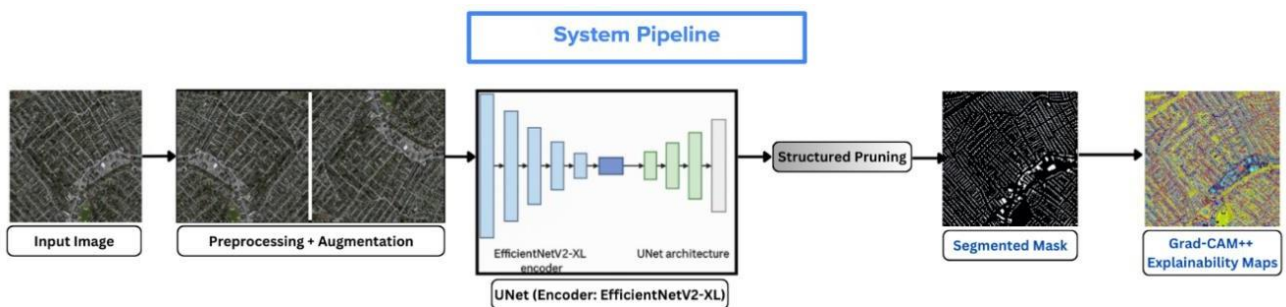 System Pipeline
Input Image
Preprocessing + Augmentation
EfficientNetV2-XL
encoder
UNet architecture
UNet (Encoder: EfficientNetV2-XL)
Structured Pruning
Segmented Mask
Grad-CAM++
Explainability Maps